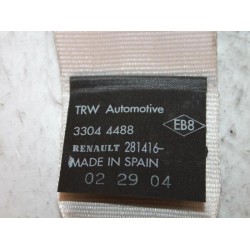 TRW Automotive
3304 4488
EB8
RENAULT 281416-
MADE IN SPAIN
02 29 04